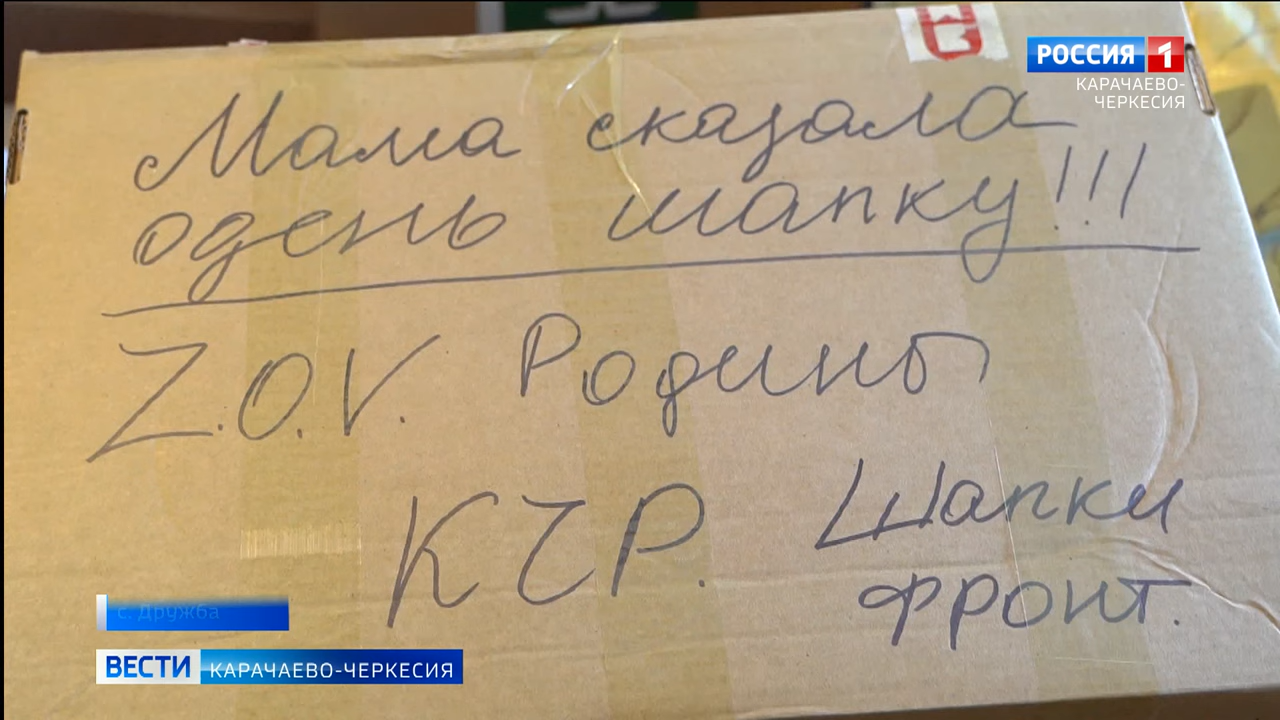 РОССИЯ 1
КАРАЧАЕВО-
ЧЕРКЕСИЯ
Мама сказала
одень шапку!!!
Z.O.V. Родины
КЧР.
Шапки
фронт.
с. Дружба
ВЕСТИ КАРАЧАЕВО-ЧЕРКЕСИЯ